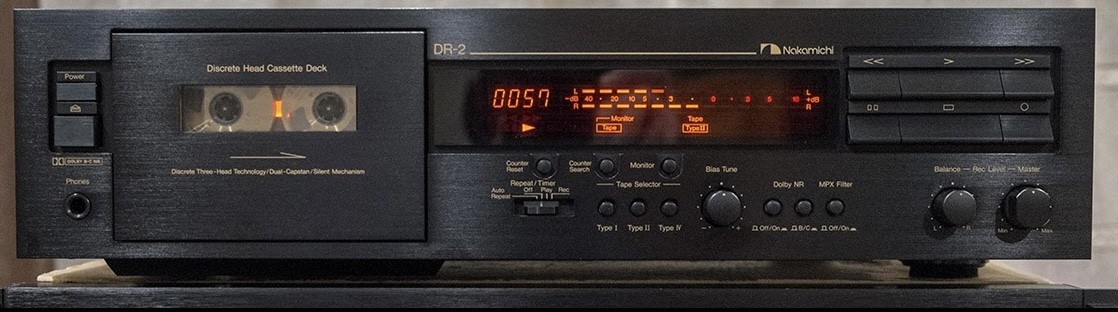 Power
DOLBY B-C NR
Phones
Discrete Head Cassette Deck
Discrete Three-Head Technology/Dual-Capstan/Silent Mechanism
DR-2
Nakamichi
0057
L
-dB 40 20 10 5 3 0 3 5 10 +dB
R
L
R
Monitor
Tape
Tape
Type II
<< > >>
Counter Reset
Counter Search
Monitor
Bias Tune
- +
Repeat/Timer
Auto Repeat
Off Play Rec
Tape Selector
Type I Type II Type IV
Dolby NR
MPX Filter
Off/On B/C Off/On
Balance — Rec Level — Master
L R
Min Max